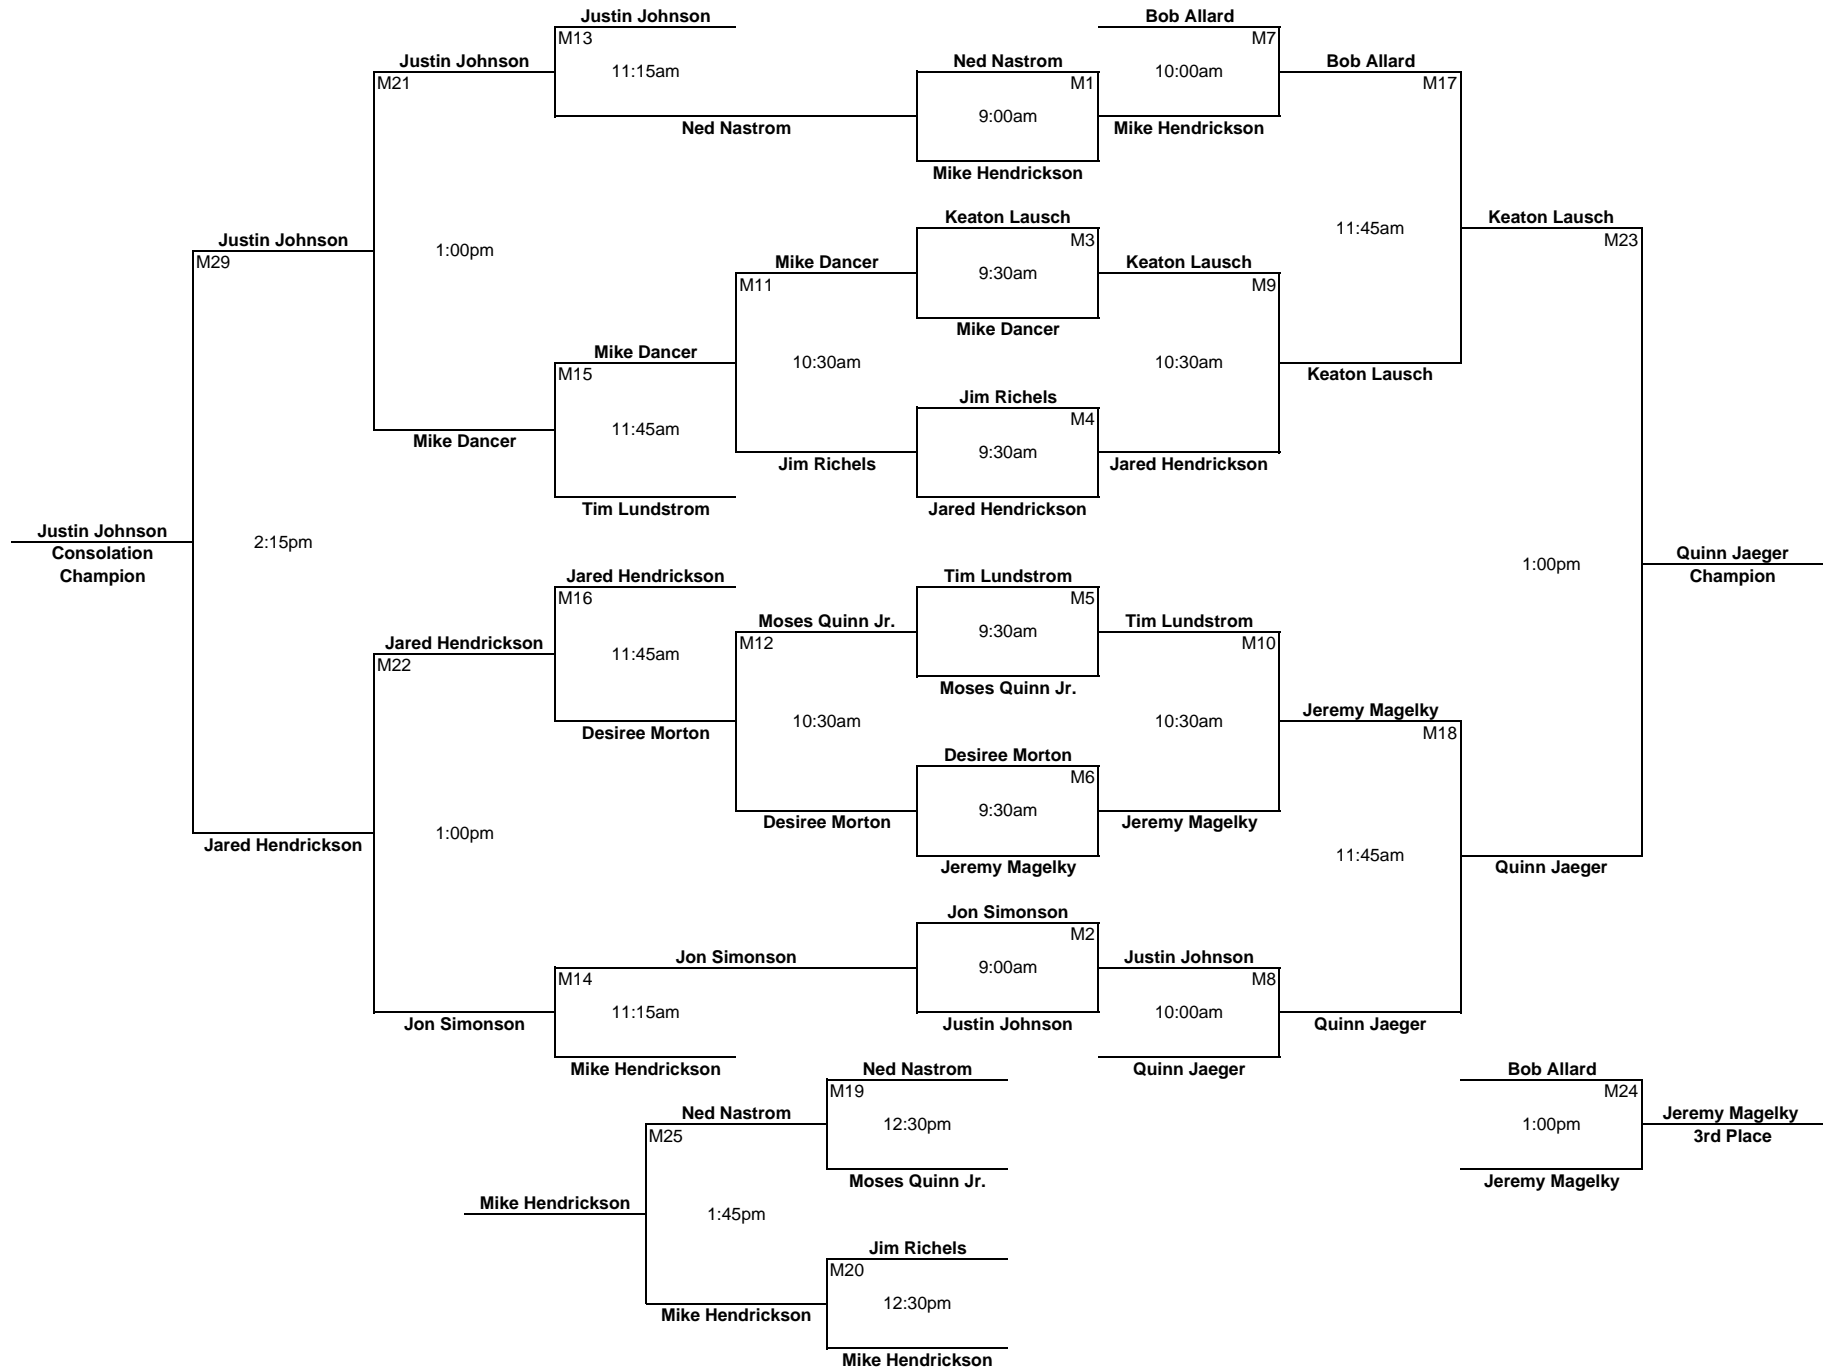 Justin Johnson
Bob Allard
M13
M7
Justin Johnson
11:15am
Ned Nastrom
10:00am
Bob Allard
M21
M1
M17
9:00am
Ned Nastrom
Mike Hendrickson
Mike Hendrickson
Keaton Lausch
11:45am
Keaton Lausch
Justin Johnson
1:00pm
M3
M23
M29
Mike Dancer
9:30am
Keaton Lausch
M11
M9
Mike Dancer
Mike Dancer
10:30am
10:30am
M15
Keaton Lausch
Jim Richels
M4
Mike Dancer
11:45am
9:30am
Jim Richels
Jared Hendrickson
Tim Lundstrom
Jared Hendrickson
Justin Johnson
2:15pm
Consolation
Champion
Quinn Jaeger
1:00pm
Champion
Jared Hendrickson
Tim Lundstrom
M16
M5
Moses Quinn Jr.
9:30am
Tim Lundstrom
Jared Hendrickson
11:45am
M12
M10
M22
Moses Quinn Jr.
Jeremy Magelky
10:30am
10:30am
Desiree Morton
M18
Desiree Morton
M6
9:30am
Desiree Morton
Jeremy Magelky
1:00pm
Jared Hendrickson
11:45am
Jeremy Magelky
Quinn Jaeger
Jon Simonson
M2
Jon Simonson
9:00am
Justin Johnson
M14
M8
11:15am
10:00am
Jon Simonson
Justin Johnson
Quinn Jaeger
Mike Hendrickson
Ned Nastrom
Quinn Jaeger
Bob Allard
M19
M24
Ned Nastrom
12:30pm
1:00pm
Jeremy Magelky
M25
3rd Place
Moses Quinn Jr.
Jeremy Magelky
Mike Hendrickson
1:45pm
Jim Richels
M20
12:30pm
Mike Hendrickson
Mike Hendrickson